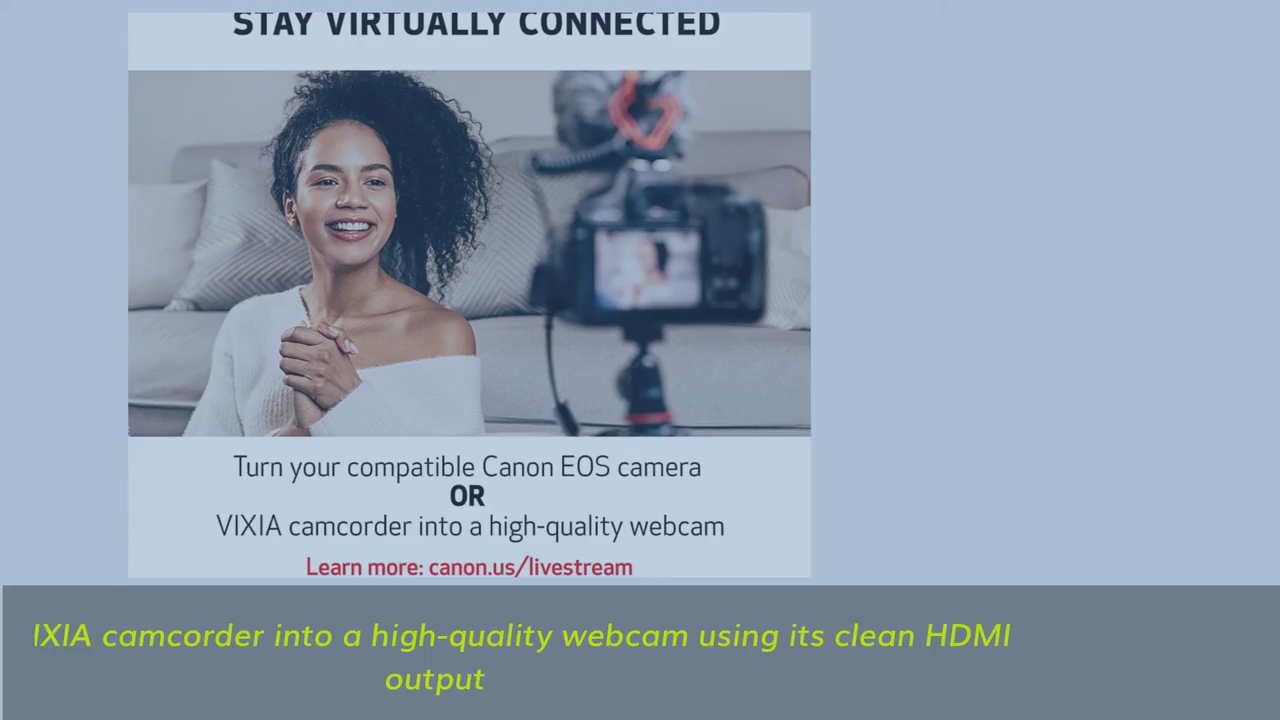 STAY VIRTUALLY CONNECTED
Turn your compatible Canon EOS camera
OR
VIXIA camcorder into a high-quality webcam
Learn more: canon.us/livestream
IXIA camcorder into a high-quality webcam using its clean HDMI
output